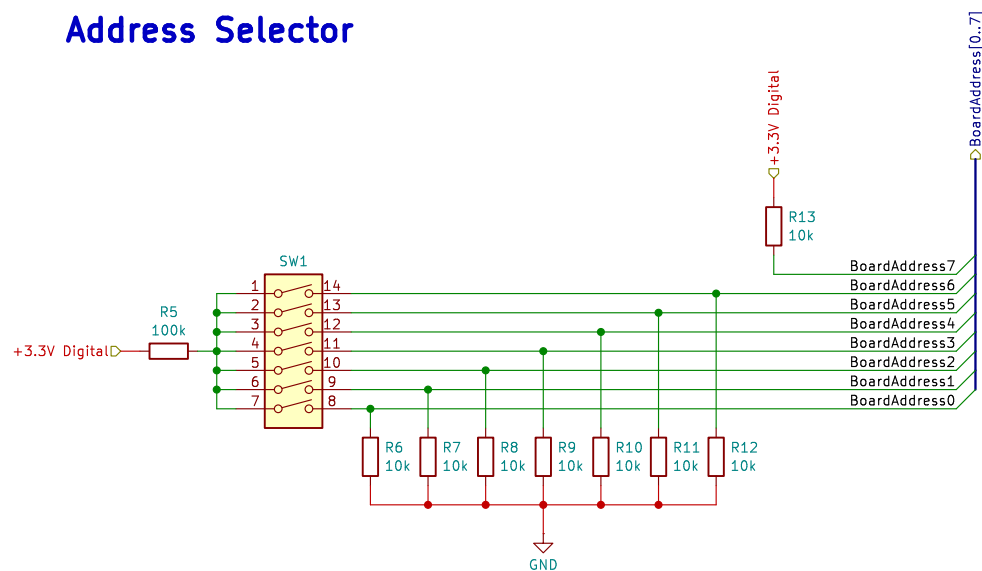 Address Selector
BoardAddress[0..7]
+3.3V Digital
R13
10k
SW1
BoardAddress7
1
14
BoardAddress6
2
13
BoardAddress5
R5
100k
3
12
BoardAddress4
+3.3V Digital
4
11
BoardAddress3
5
10
BoardAddress2
6
9
BoardAddress1
7
8
BoardAddress0
R6
10k
R7
10k
R8
10k
R9
10k
R10
10k
R11
10k
R12
10k
GND